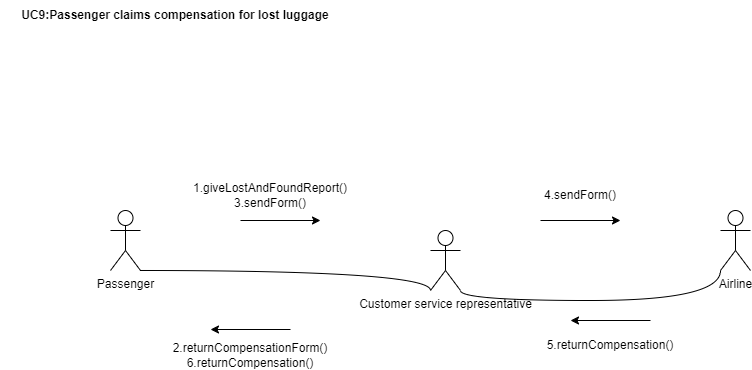 UC9:Passenger claims compensation for lost luggage
1.giveLostAndFoundReport()
3.sendForm()
4.sendForm()
Passenger
Customer service representative
Airline
2.returnCompensationForm()
6.returnCompensation()
5.returnCompensation()